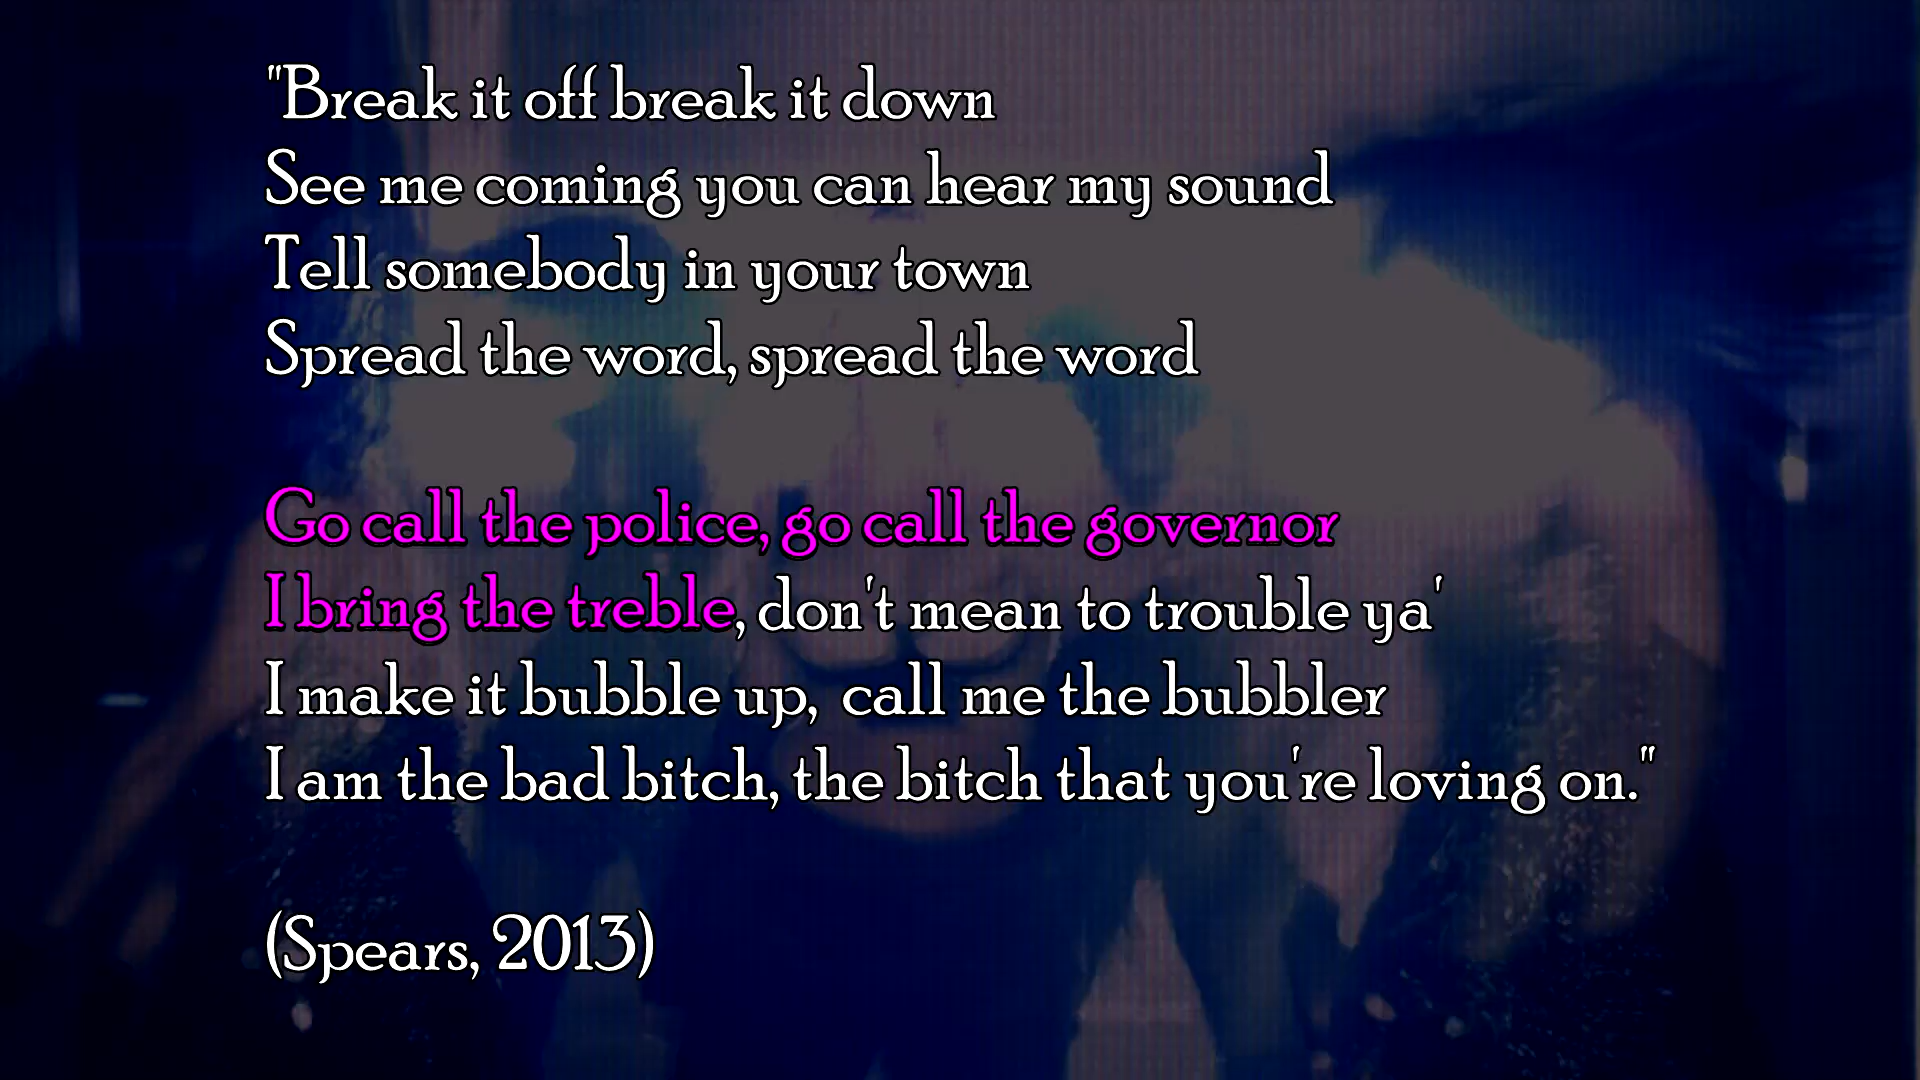 "Break it off break it down
See me coming you can hear my sound
Tell somebody in your town
Spread the word, spread the word
Go call the police, go call the governor
I bring the treble, don't mean to trouble ya'
I make it bubble up, call me the bubbler
I am the bad bitch, the bitch that you're loving on."
(Spears, 2013)